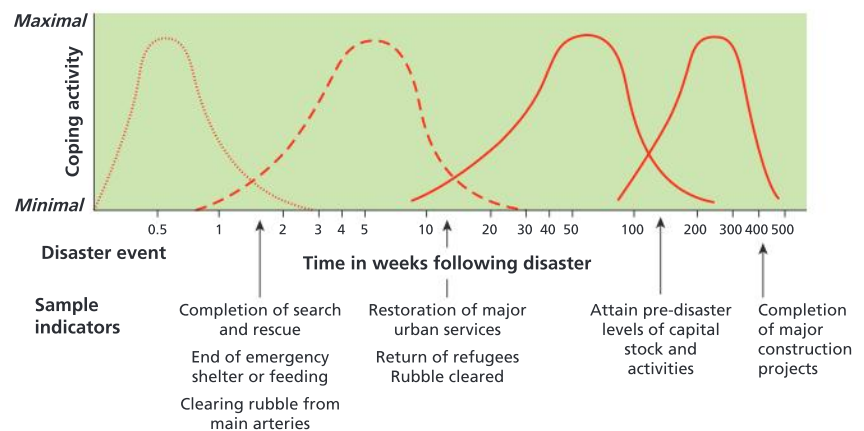 Maximal
Coping activity
Minimal
0.5 1 2 3 4 5 10 20 30 40 50 100 200 300 400 500
Disaster event
Time in weeks following disaster
Sample
indicators
Completion of search
and rescue
End of emergency
shelter or feeding
Clearing rubble from
main arteries
Restoration of major
urban services
Return of refugees
Rubble cleared
Attain pre-disaster
levels of capital
stock and
activities
Completion
of major
construction
projects